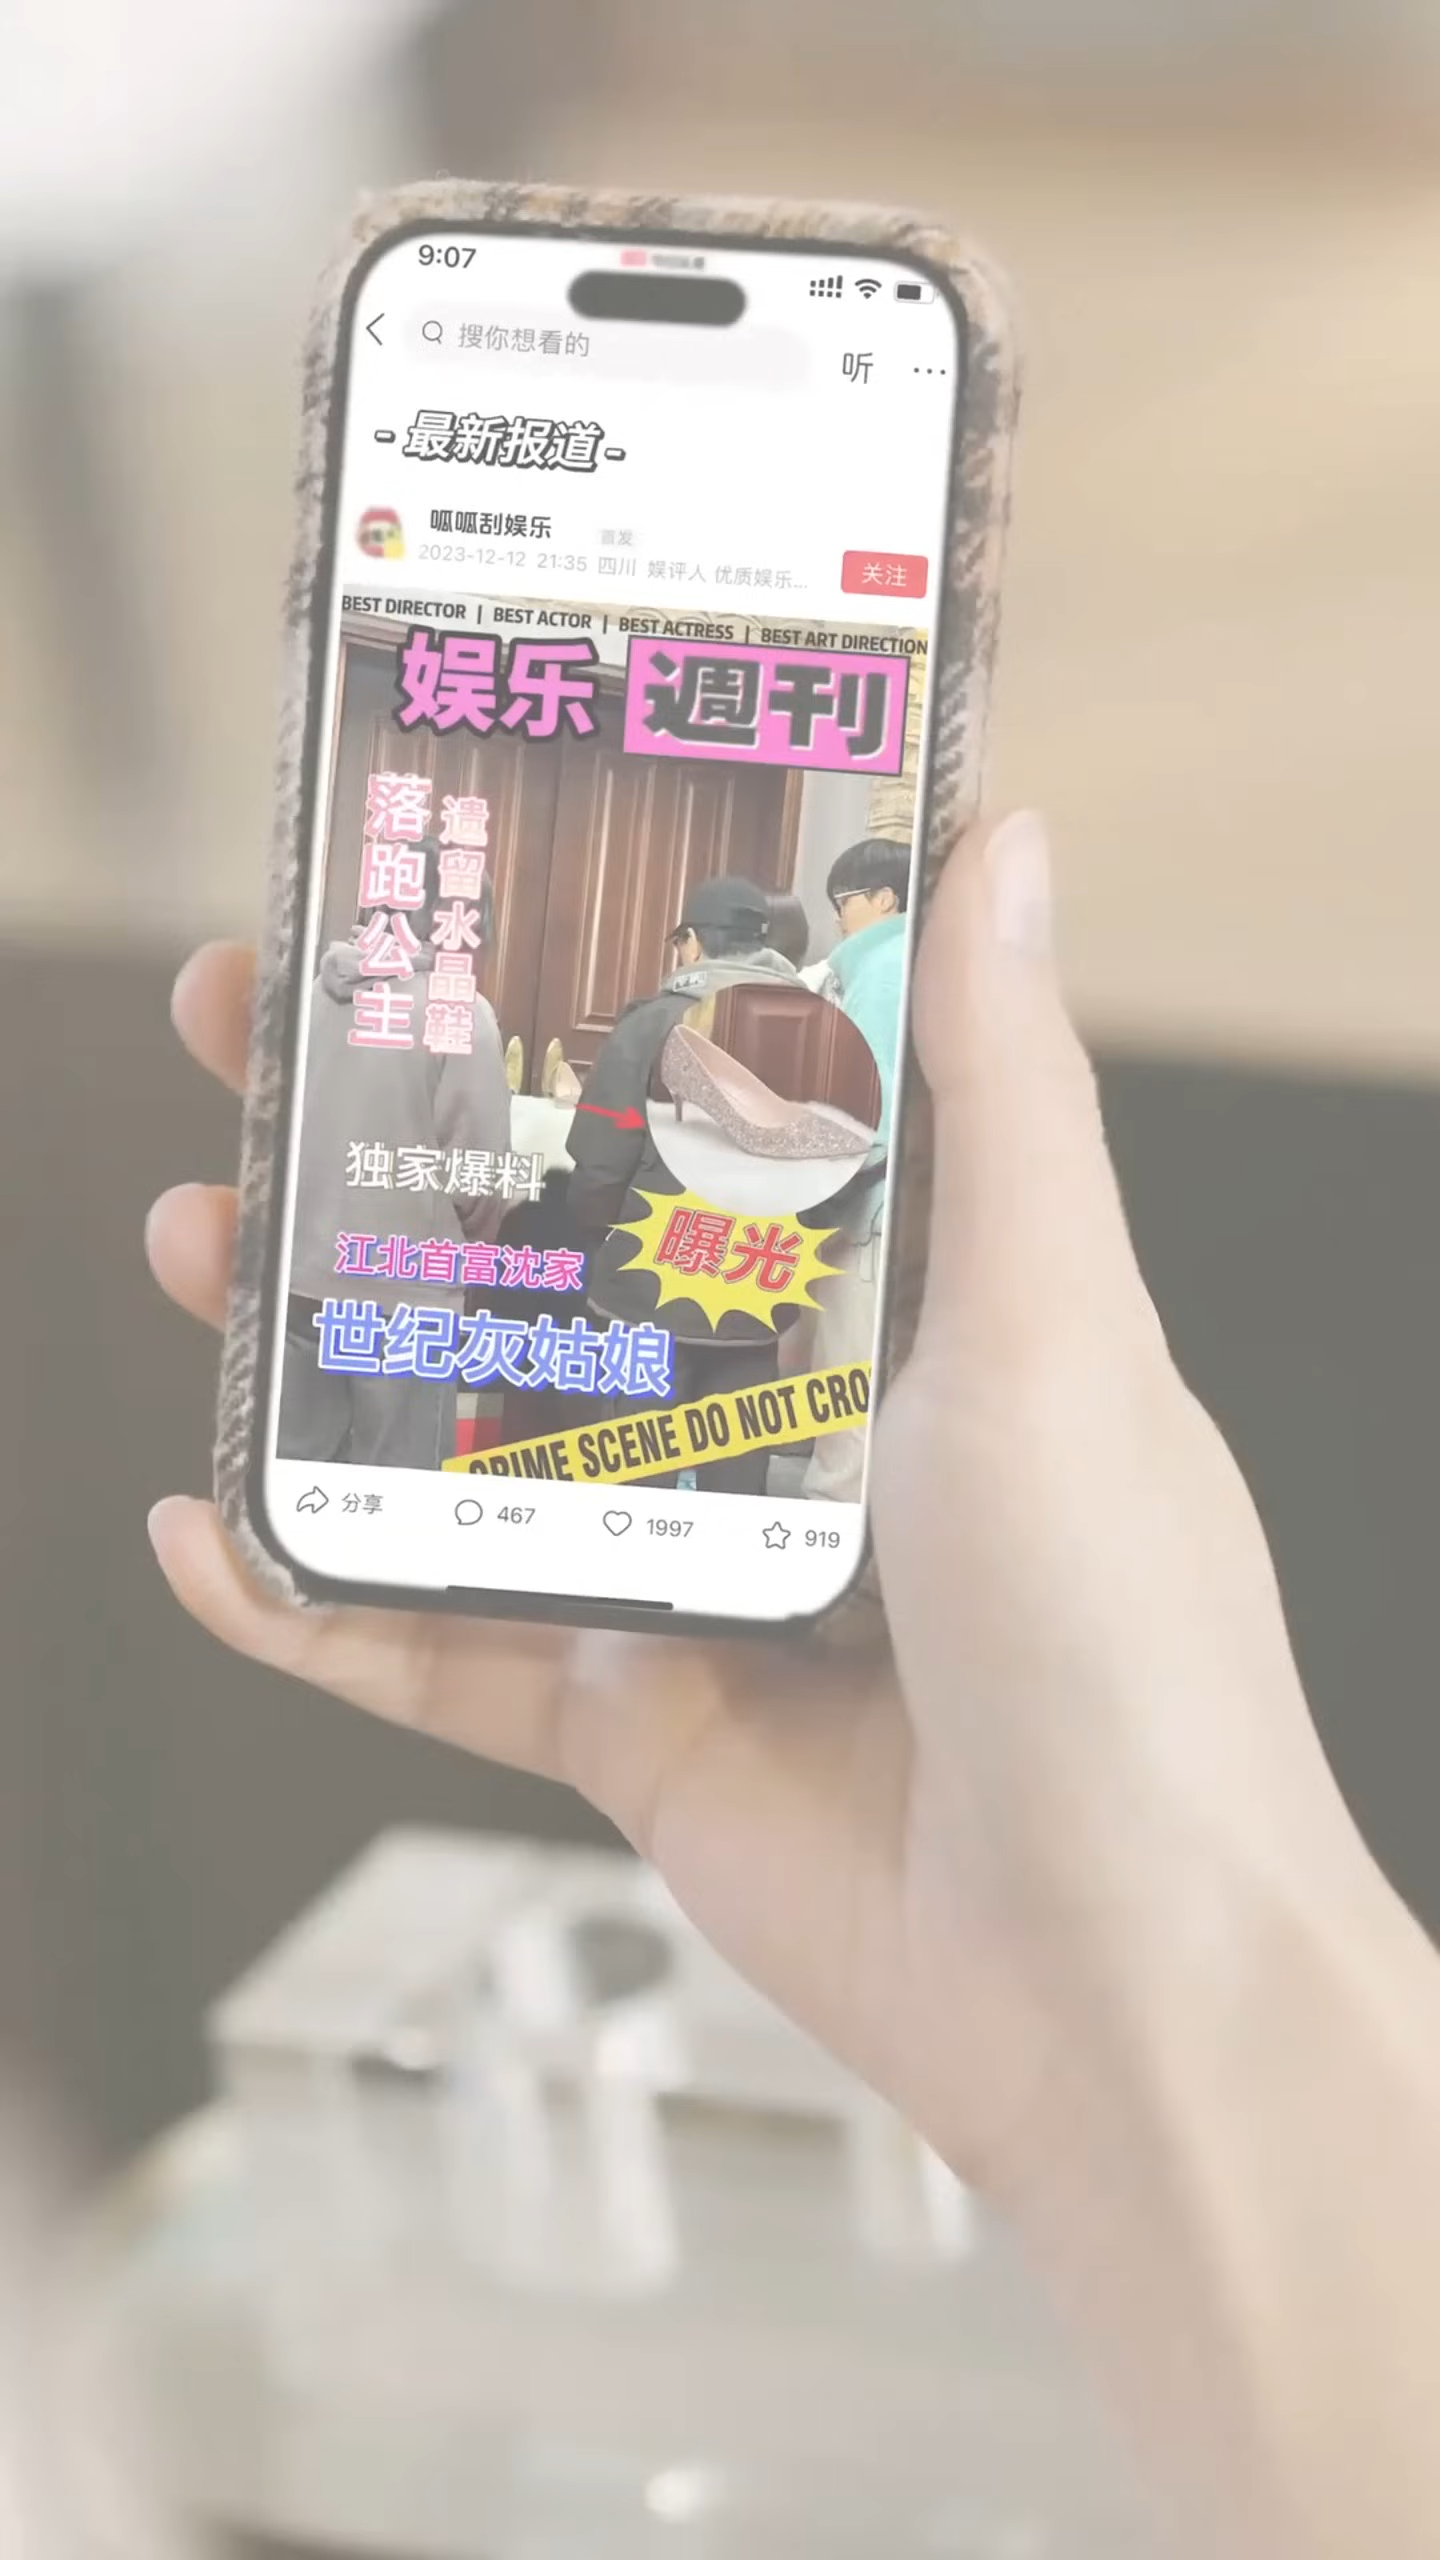 9:07
搜你想看的
听
-最新报道-
呱呱刮娱乐
首发
2023-12-12 21:35 四川 娱评人 优质娱乐...
关注
BEST DIRECTOR | BEST ACTOR | BEST ACTRESS | BEST ART DIRECTION
娱乐 週刊
落跑公主
遗留水晶鞋
独家爆料
曝光
江北首富沈家
世纪灰姑娘
CRIME SCENE DO NOT CRO
分享
467
1997
919